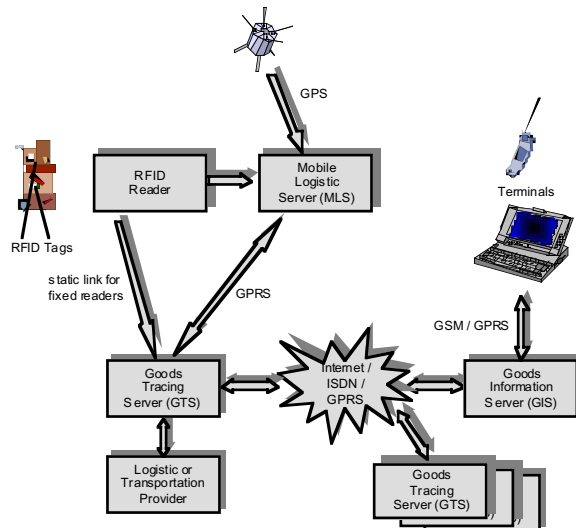 GPS
RFID
Reader
Mobile
Logistic
Server (MLS)
Terminals
RFID Tags
static link for
fixed readers
GPRS
GSM / GPRS
Goods
Tracing
Server (GTS)
Internet /
ISDN /
GPRS
Goods
Information
Server (GIS)
Logistic or
Transportation
Provider
Goods
Tracing
Server (GTS)